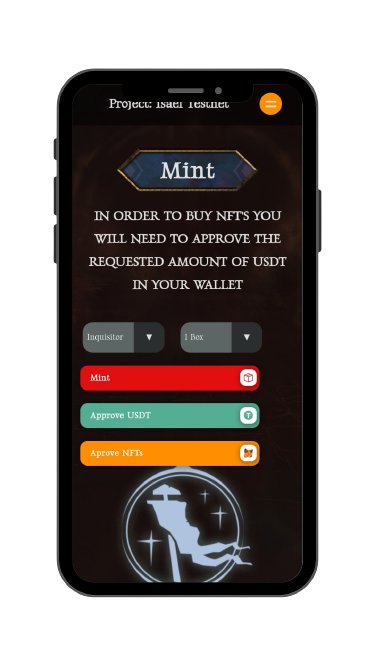 Project: Isael Testnet
Mint
IN ORDER TO BUY NFT'S YOU
WILL NEED TO APPROVE THE
REQUESTED AMOUNT OF USDT
IN YOUR WALLET
Inquisitor ▼ 1 Box ▼
Mint
Approve USDT
Aprove NFTs